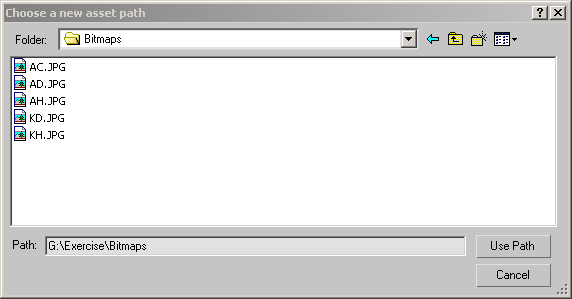 Choose a new asset path
Folder: Bitmaps
AC.JPG
AD.JPG
AH.JPG
KD.JPG
KH.JPG
Path: G:\Exercise\Bitmaps
Use Path
Cancel